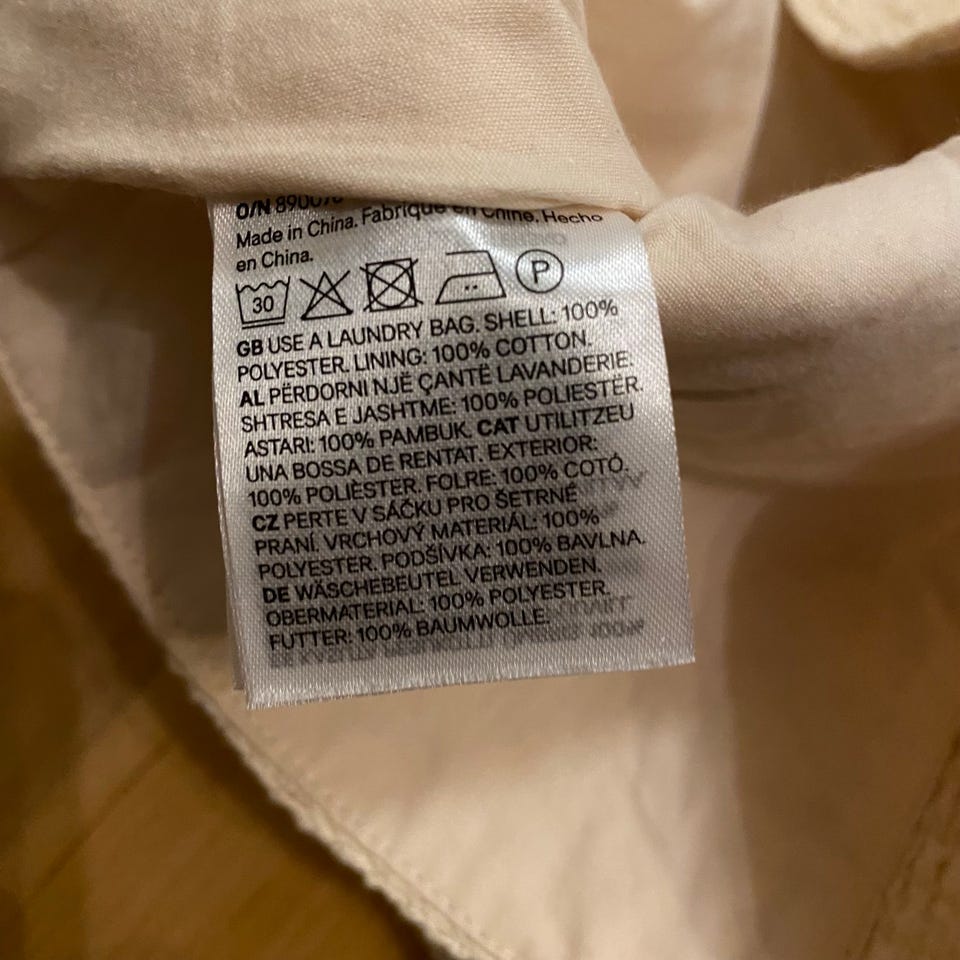 O/N 89007
Made in China. Fabriqué en Chine. Hecho
en China.
30 P
GB USE A LAUNDRY BAG. SHELL: 100%
POLYESTER. LINING: 100% COTTON.
AL PËRDORNI NJË ÇANTË LAVANDERIE.
SHTRESA E JASHTME: 100% POLIESTËR.
ASTARI: 100% PAMBUK. CAT UTILITZEU
UNA BOSSA DE RENTAT. EXTERIOR:
100% POLIÈSTER. FOLRE: 100% COTÓ.
CZ PERTE V SÁČKU PRO ŠETRNÉ
PRANÍ. VRCHOVÝ MATERIÁL: 100%
POLYESTER. PODŠÍVKA: 100% BAVLNA.
DE WÄSCHEBEUTEL VERWENDEN.
OBERMATERIAL: 100% POLYESTER.
FUTTER: 100% BAUMWOLLE.